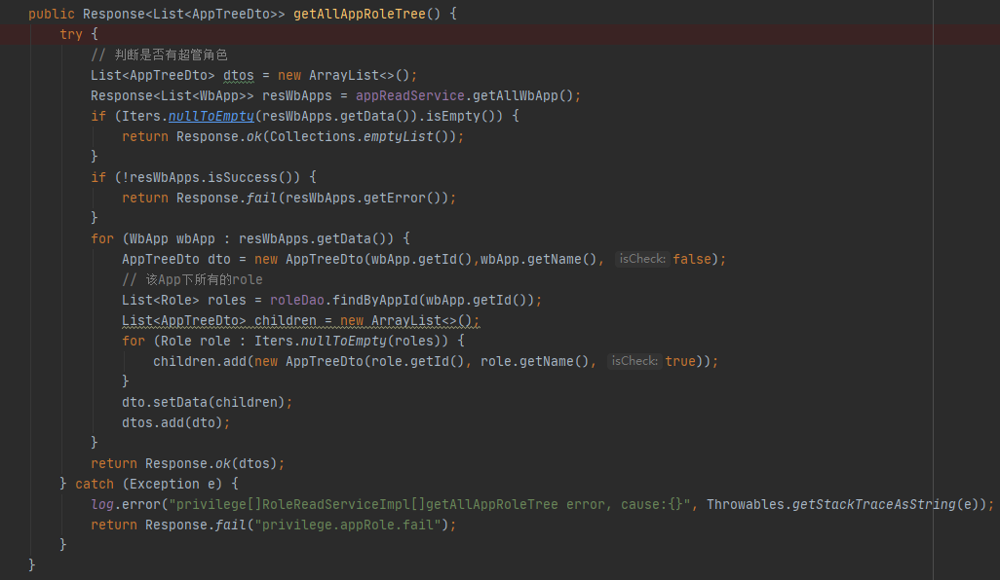 public Response<List<AppTreeDto>> getAllAppRoleTree() {
try {
// 判断是否有超管角色
List<AppTreeDto> dtos = new ArrayList<>();
Response<List<WbApp>> resWbApps = appReadService.getAllWbApp();
if (Iters.nullToEmpty(resWbApps.getData()).isEmpty()) {
return Response.ok(Collections.emptyList());
}
if (!resWbApps.isSuccess()) {
return Response.fail(resWbApps.getError());
}
for (WbApp wbApp : resWbApps.getData()) {
AppTreeDto dto = new AppTreeDto(wbApp.getId(),wbApp.getName(), isCheck: false);
// 该App下所有的role
List<Role> roles = roleDao.findByAppId(wbApp.getId());
List<AppTreeDto> children = new ArrayList<>();
for (Role role : Iters.nullToEmpty(roles)) {
children.add(new AppTreeDto(role.getId(), role.getName(), isCheck: true));
}
dto.setData(children);
dtos.add(dto);
}
return Response.ok(dtos);
} catch (Exception e) {
log.error("privilege[]RoleReadServiceImpl[]getAllAppRoleTree error, cause:{}", Throwables.getStackTraceAsString(e));
return Response.fail("privilege.appRole.fail");
}
}